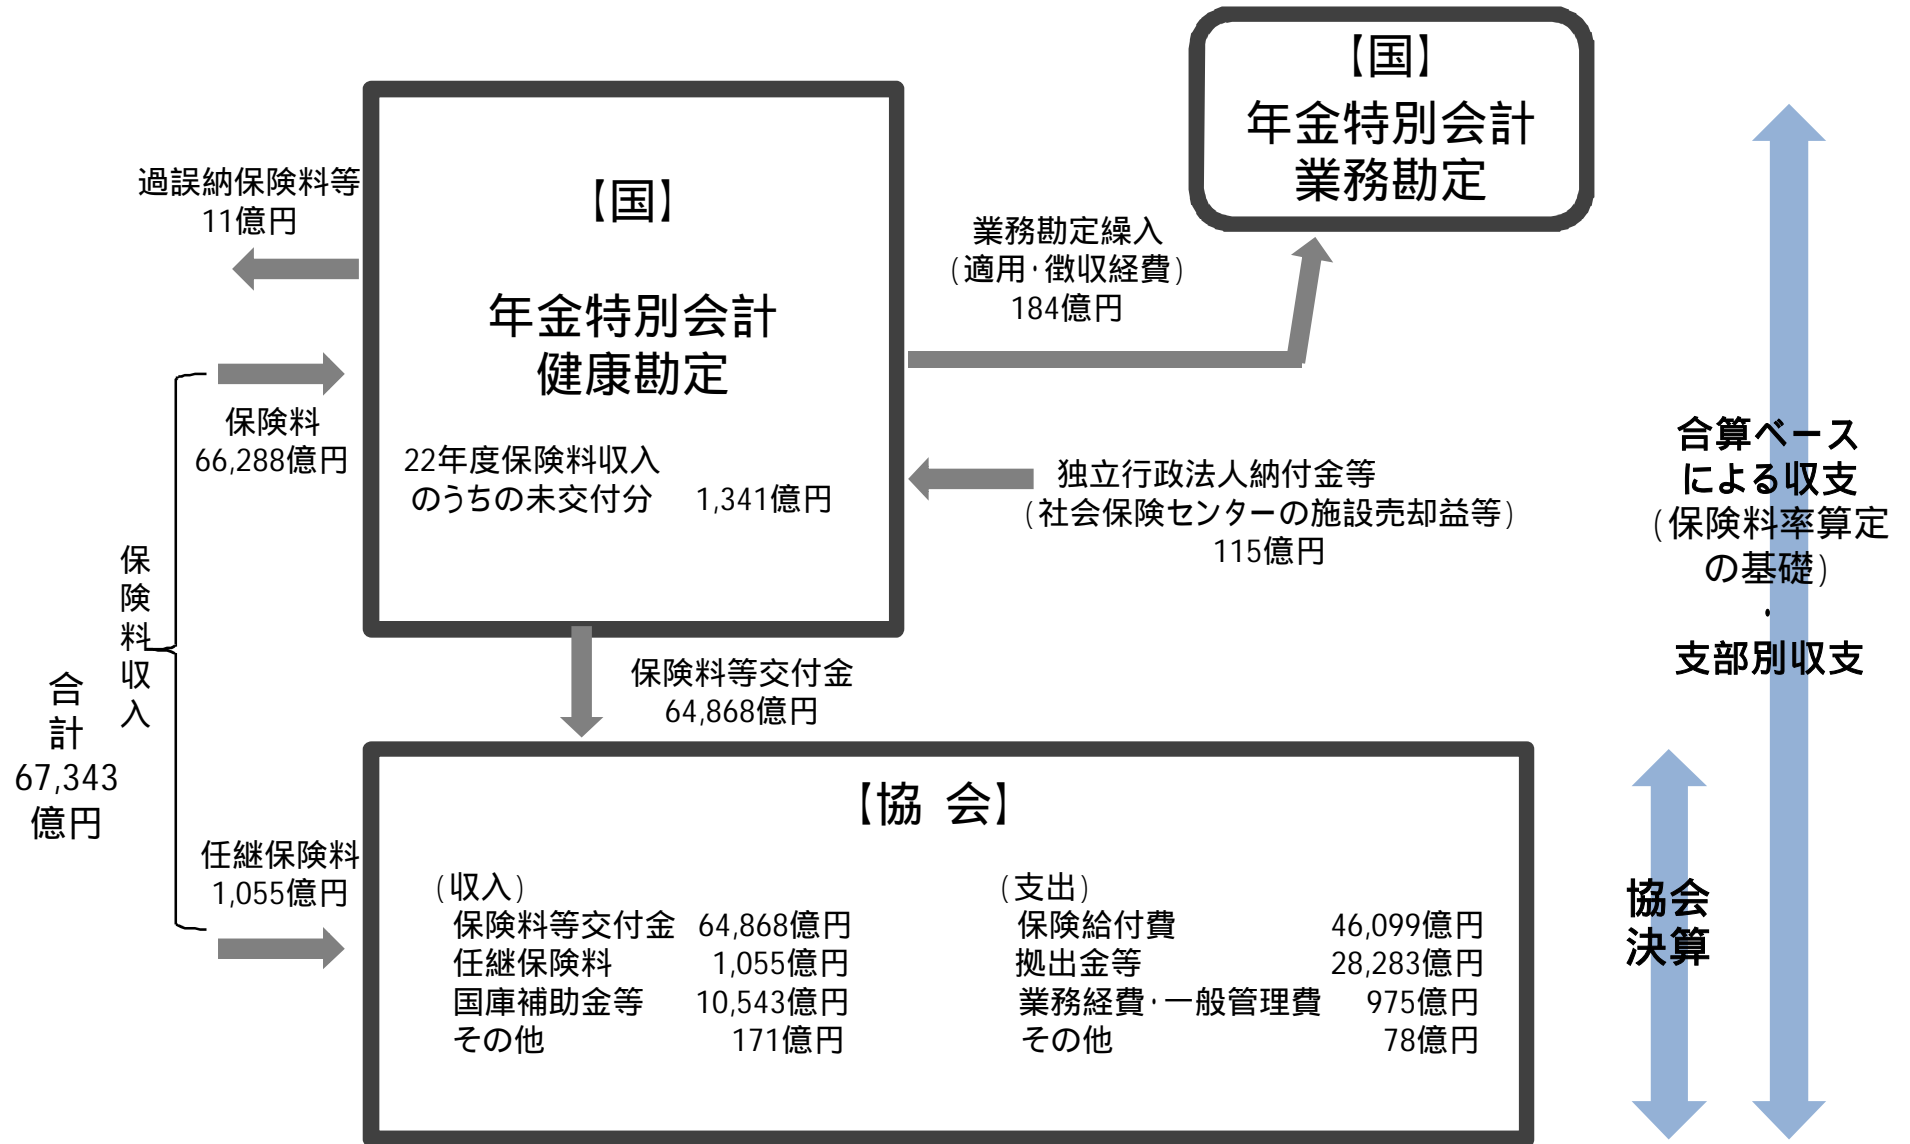 【国】
年金特別会計
業務勘定
過誤納保険料等
11億円
【国】
年金特別会計
健康勘定
22年度保険料収入
のうちの未交付分 1,341億円
業務勘定繰入
(適用･徴収経費)
184億円
保険料
66,288億円
独立行政法人納付金等
(社会保険センターの施設売却益等)
115億円
保険料収入
合計
67,343
億円
保険料等交付金
64,868億円
任継保険料
1,055億円
【協 会】
(収入)
保険料等交付金 64,868億円
任継保険料 1,055億円
国庫補助金等 10,543億円
その他 171億円
(支出)
保険給付費 46,099億円
拠出金等 28,283億円
業務経費･一般管理費 975億円
その他 78億円
合算ベース
による収支
(保険料率算定
の基礎)
･
支部別収支
協会
決算